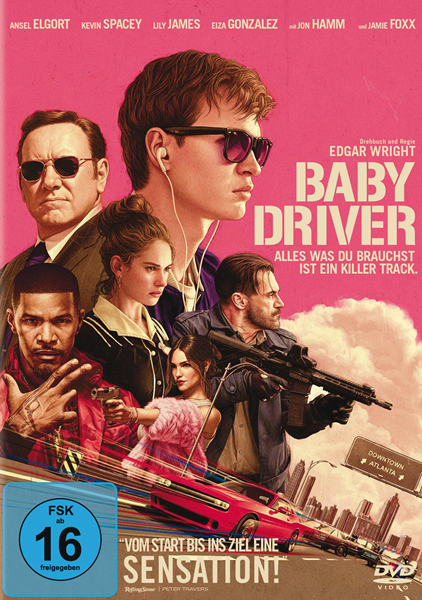 ANSEL ELGORT KEVIN SPACEY LILY JAMES EIZA GONZALEZ mit JON HAMM und JAMIE FOXX
Drehbuch und Regie
EDGAR WRIGHT
BABY
DRIVER
ALLES WAS DU BRAUCHST
IST EIN KILLER TRACK.
DOWNTOWN
ATLANTA
FSK
ab
16
freigegeben
"VOM START BIS INS ZIEL EINE
SENSATION!"
RollingStone | PETER TRAVERS
DVD
VIDEO